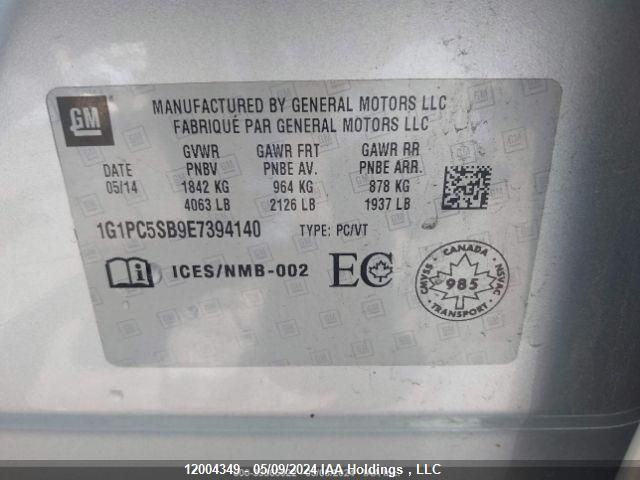 GM
MANUFACTURED BY GENERAL MOTORS LLC
FABRIQUÉ PAR GENERAL MOTORS LLC
GVWR GAWR FRT GAWR RR
DATE PNBV PNBE AV. PNBE ARR.
05/14 1842 KG 964 KG 878 KG
4063 LB 2126 LB 1937 LB
1G1PC5SB9E7394140 TYPE: PC/VT
ICES/NMB-002 EC
CANADA
CMVSS NSVAC
985
TRANSPORT
12004349 - 05/09/2024 IAA Holdings , LLC